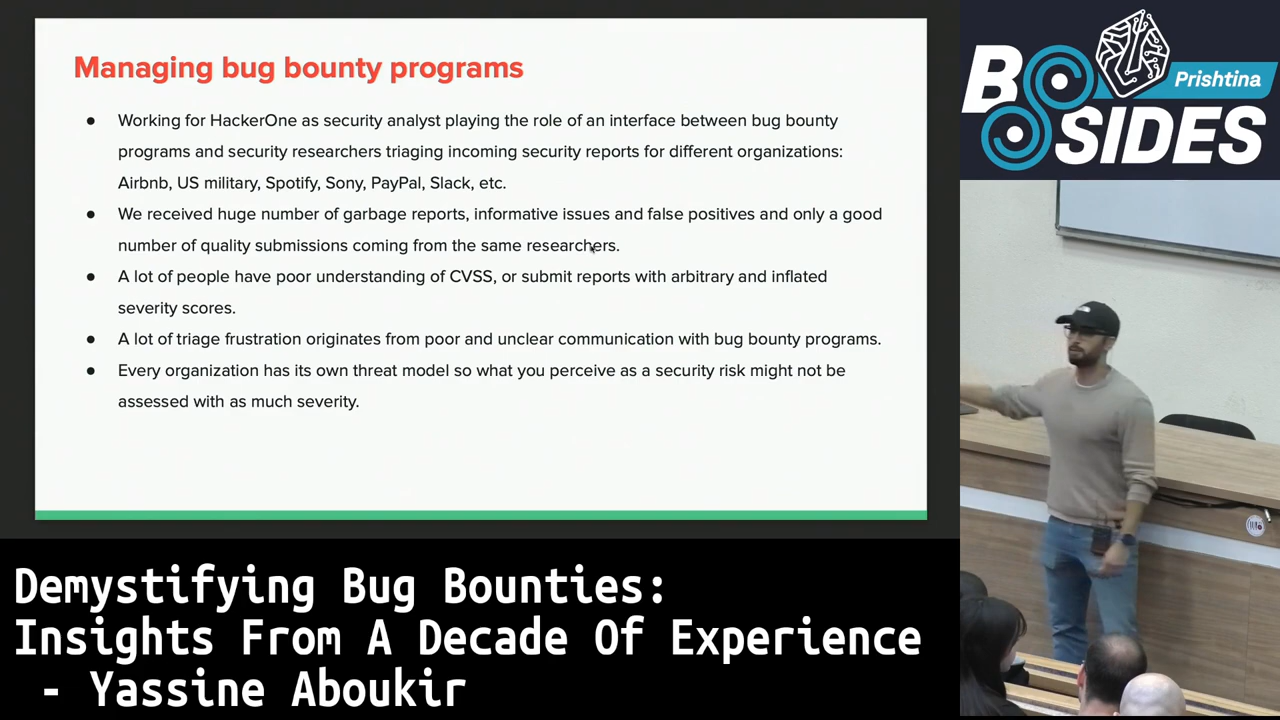 Managing bug bounty programs
● Working for HackerOne as security analyst playing the role of an interface between bug bounty
programs and security researchers triaging incoming security reports for different organizations:
Airbnb, US military, Spotify, Sony, PayPal, Slack, etc.
● We received huge number of garbage reports, informative issues and false positives and only a good
number of quality submissions coming from the same researchers.
● A lot of people have poor understanding of CVSS, or submit reports with arbitrary and inflated
severity scores.
● A lot of triage frustration originates from poor and unclear communication with bug bounty programs.
● Every organization has its own threat model so what you perceive as a security risk might not be
assessed with as much severity.
BSIDES
Prishtina
Demystifying Bug Bounties:
Insights From A Decade Of Experience
- Yassine Aboukir